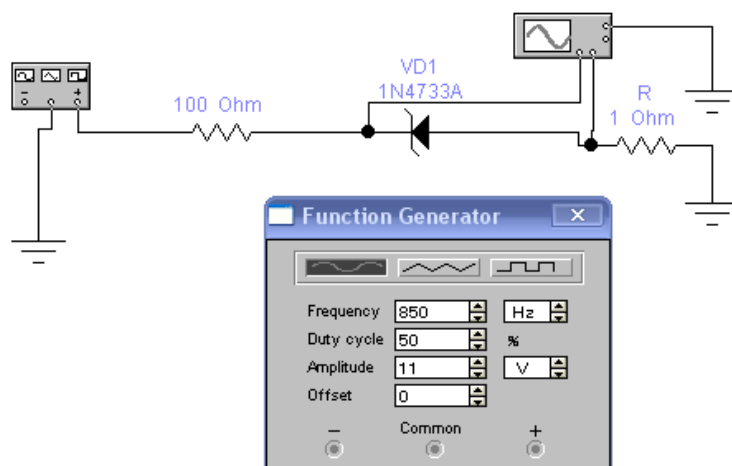 VD1
1N4733A
100 Ohm
R
1 Ohm
− +
Function Generator
Frequency 850 Hz
Duty cycle 50 %
Amplitude 11 V
Offset 0
− Common +